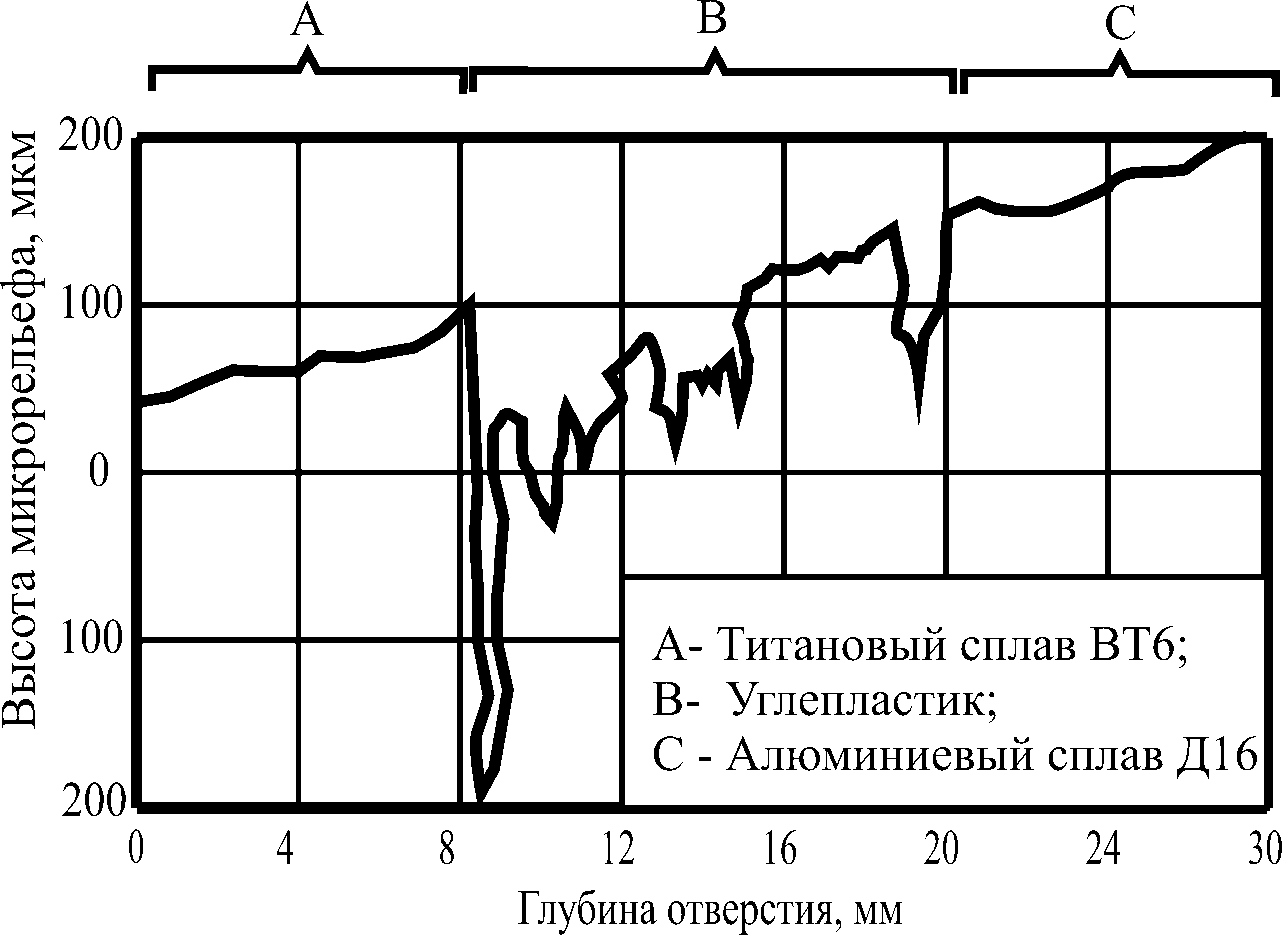 А
В
С
Высота микрорельефа, мкм
200
100
0
100
200
А- Титановый сплав ВТ6;
В- Углепластик;
С - Алюминиевый сплав Д16
0 4 8 12 16 20 24 30
Глубина отверстия, мм